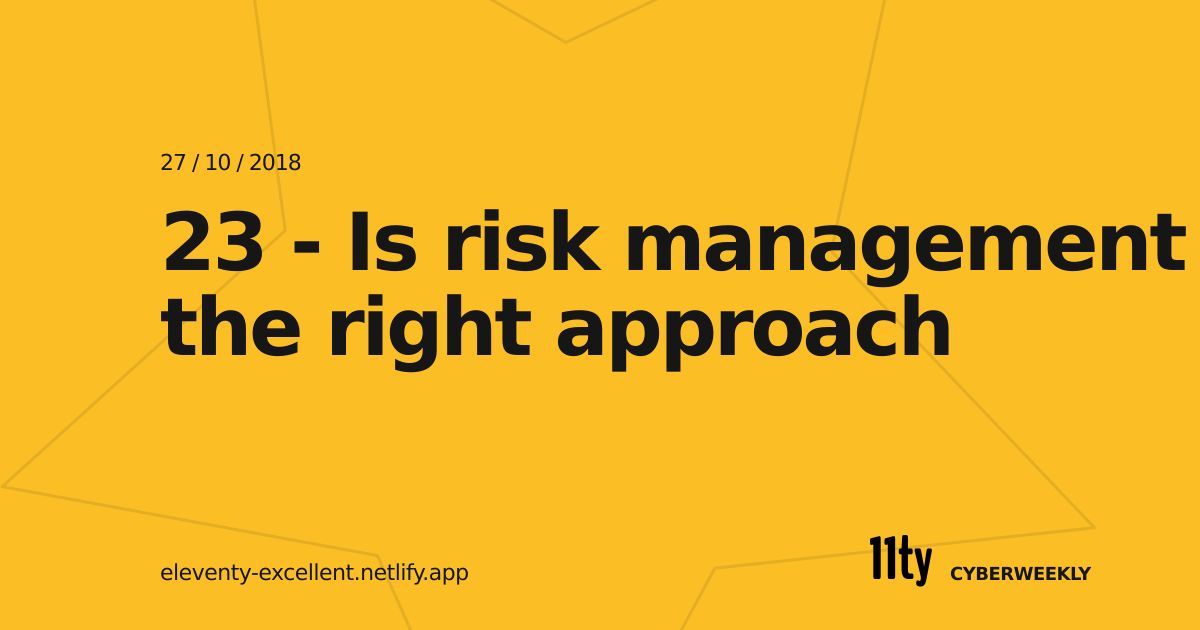 27 / 10 / 2018
23 - Is risk management
the right approach
eleventy-excellent.netlify.app
11ty
CYBERWEEKLY